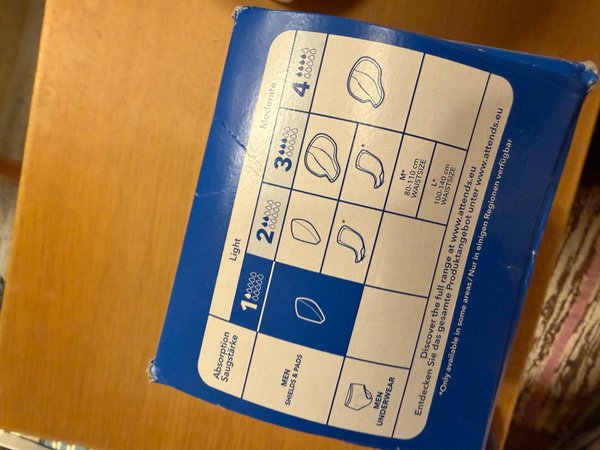 Absorption
Saugstärke
Light
Moderate
1
2
3
4
MEN
SHIELDS & PADS
*
*
MEN
UNDERWEAR
M*
80-110 cm
WAISTSIZE
L*
100-140 cm
WAISTSIZE
Discover the full range at www.attends.eu
Entdecken Sie das gesamte Produktangebot unter www.attends.eu
*Only available in some areas / Nur in einigen Regionen verfügbar